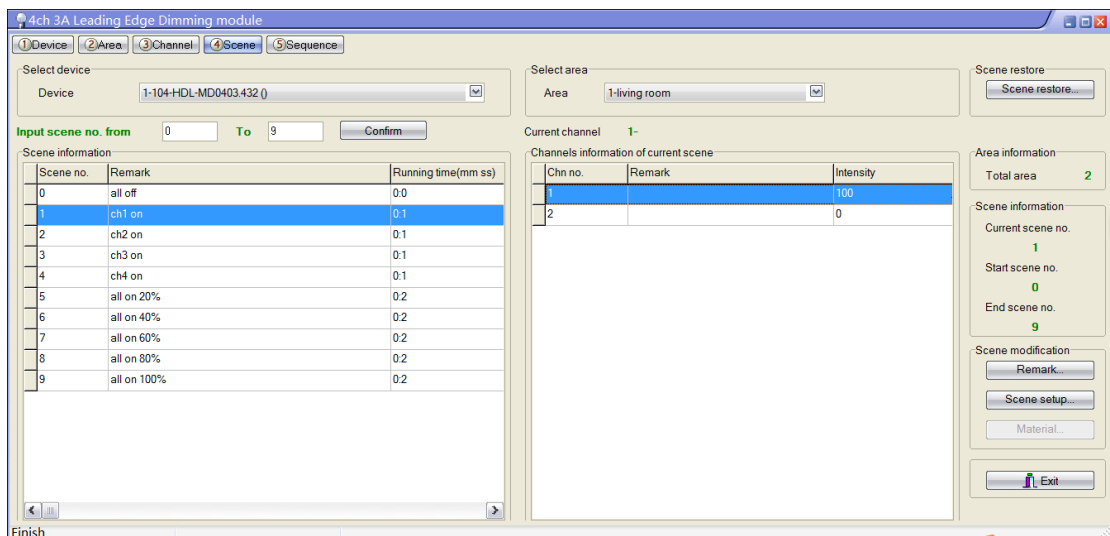 4ch 3A Leading Edge Dimming module
1Device 2Area 3Channel 4Scene 5Sequence
Select device Select area Scene restore
Device 1-104-HDL-MD0403.432 () Area 1-living room Scene restore...
Input scene no. from 0 To 9 Confirm Current channel 1-
Scene information Channels information of current scene Area information
Scene no. Remark Running time(mm ss) Chn no. Remark Intensity Total area 2
0 all off 0:0 1 100
Scene information
1 ch1 on 0:1 2 0
Current scene no.
2 ch2 on 0:1
1
3 ch3 on 0:1
Start scene no.
4 ch4 on 0:1
0
5 all on 20% 0:2
End scene no.
6 all on 40% 0:2
9
7 all on 60% 0:2
Scene modification
8 all on 80% 0:2
Remark...
9 all on 100% 0:2
Scene setup...
Material...
Exit
Finish